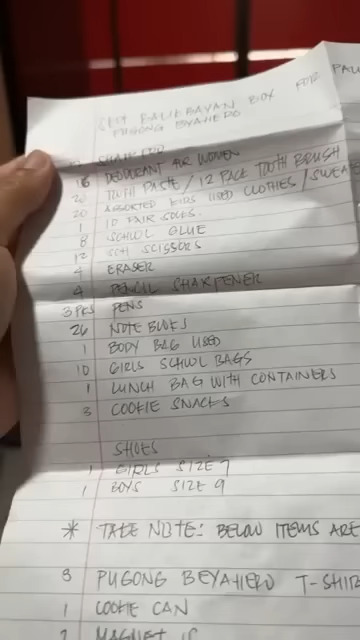 BALIKBAYAN BOX FOR
PUGONG BYAHERO
SHAMPOO
16 DEODORANT FOR WOMEN
20 TOOTH PASTE / 12 PACK TOOTH BRUSH
20 ASSORTED KIDS USED CLOTHES /
1 10 PAIR SOCKS.
8 SCHOOL GLUE
12 SCH SCISSORS
4 ERASER
4 PENCIL SHARPENER
3 PKS PENS
26 NOTE BOOKS
1 BODY BAG USED
10 GIRLS SCHOOL BAGS
1 LUNCH BAG WITH CONTAINERS
3 COOKIE SNACKS
SHOES
1 GIRLS SIZE 7
1 BOYS SIZE 9
* TAKE NOTE: BELOW ITEMS ARE
8 PUGONG BEYAHERO T-SHIR
1 COOKIE CAN
MAGNET